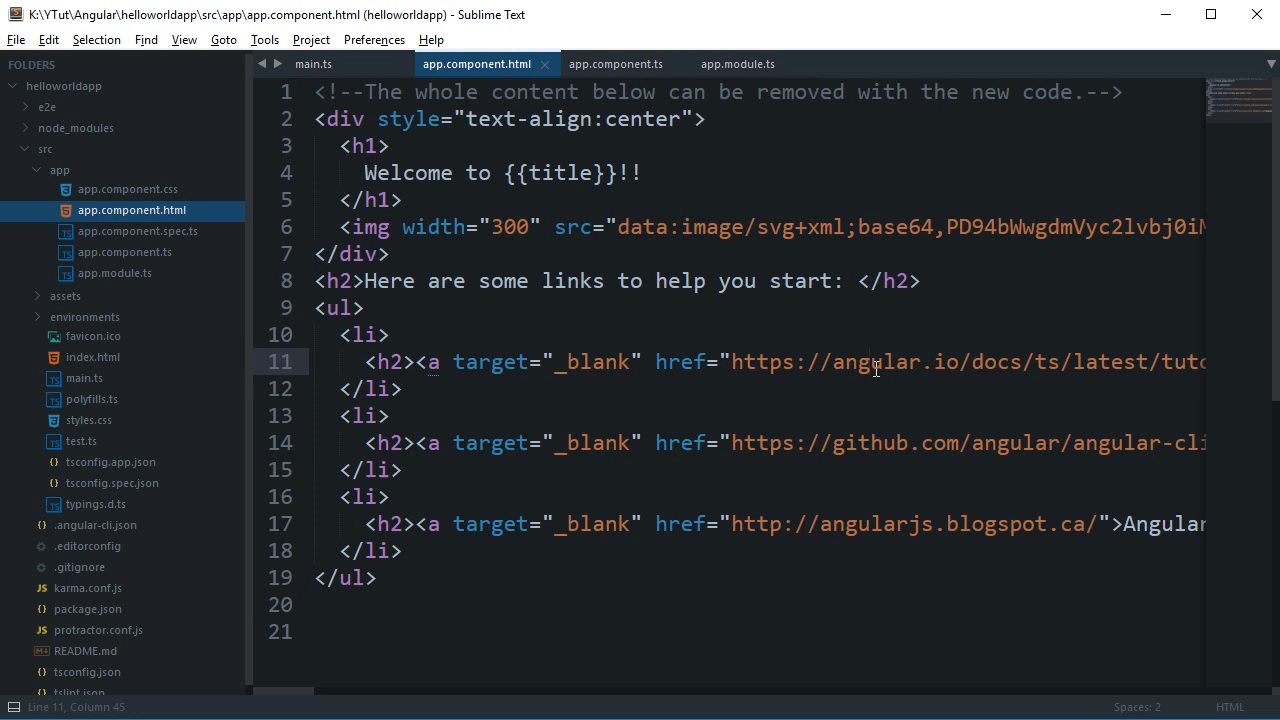 K:\YTut\Angular\helloworldapp\src\app\app.component.html (helloworldapp) - Sublime Text
File Edit Selection Find View Goto Tools Project Preferences Help
FOLDERS
helloworldapp
e2e
node_modules
src
app
app.component.css
app.component.html
app.component.spec.ts
app.component.ts
app.module.ts
assets
environments
favicon.ico
index.html
main.ts
polyfills.ts
styles.css
test.ts
tsconfig.app.json
tsconfig.spec.json
typings.d.ts
.angular-cli.json
.editorconfig
.gitignore
karma.conf.js
package.json
protractor.conf.js
README.md
tsconfig.json
tslint.json
main.ts app.component.html app.component.ts app.module.ts
1 <!--The whole content below can be removed with the new code.-->
2 <div style="text-align:center">
3 <h1>
4 Welcome to {{title}}!!
5 </h1>
6 <img width="300" src="data:image/svg+xml;base64,PD94bWwgdmVyc2lvbj0iM
7 </div>
8 <h2>Here are some links to help you start: </h2>
9 <ul>
10 <li>
11 <h2><a target="_blank" href="https://angular.io/docs/ts/latest/tuto
12 </li>
13 <li>
14 <h2><a target="_blank" href="https://github.com/angular/angular-cli
15 </li>
16 <li>
17 <h2><a target="_blank" href="http://angularjs.blogspot.ca/">Angular
18 </li>
19 </ul>
20
21
Line 11, Column 45
Spaces: 2
HTML